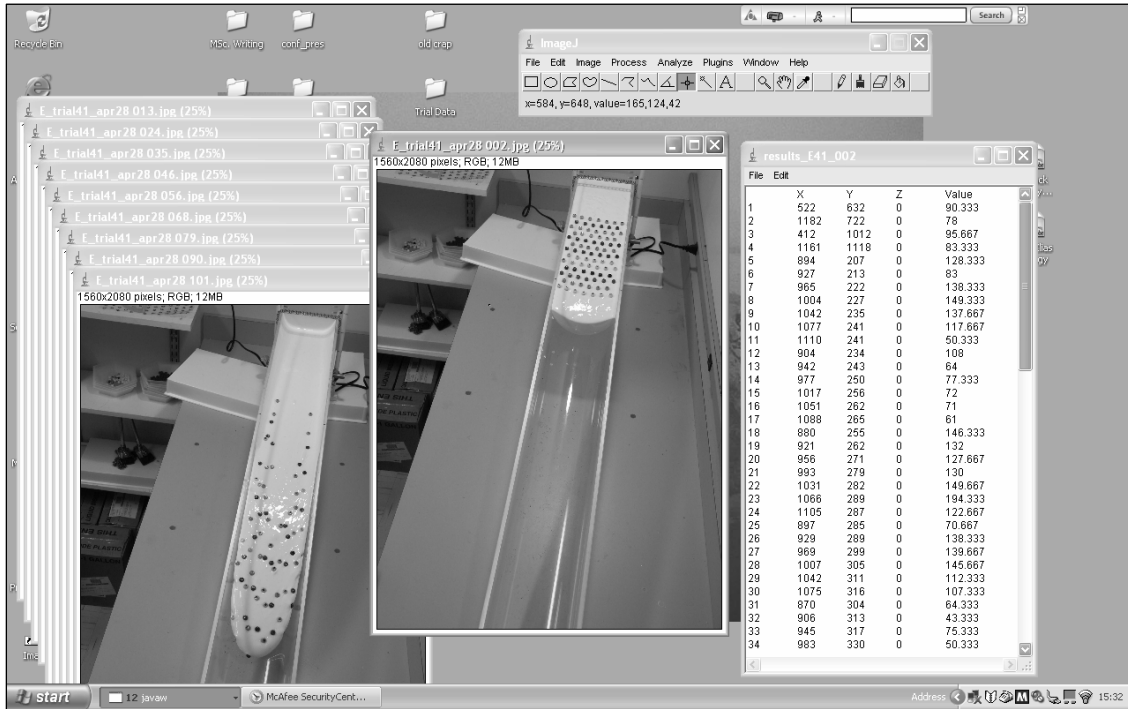 Recycle Bin
MSc. Writing
conf_pres
old crap
Search
ImageJ
File Edit Image Process Analyze Plugins Window Help
x=584, y=648, value=165,124,42
Trial Data
E_trial41_apr28 013.jpg (25%)
E_trial41_apr28 024.jpg (25%)
E_trial41_apr28 035.jpg (25%)
E_trial41_apr28 046.jpg (25%)
E_trial41_apr28 056.jpg (25%)
E_trial41_apr28 068.jpg (25%)
E_trial41_apr28 079.jpg (25%)
E_trial41_apr28 090.jpg (25%)
E_trial41_apr28 101.jpg (25%)
1560x2080 pixels; RGB; 12MB
E_trial41_apr28 002.jpg (25%)
1560x2080 pixels; RGB; 12MB
results_E41_002
File Edit
X Y Z Value
1 522 632 0 90.333
2 1182 722 0 78
3 412 1012 0 95.667
4 1161 1118 0 83.333
5 894 207 0 128.333
6 927 213 0 83
7 965 222 0 138.333
8 1004 227 0 149.333
9 1042 235 0 137.667
10 1077 241 0 117.667
11 1110 241 0 50.333
12 904 234 0 108
13 942 243 0 64
14 977 250 0 77.333
15 1017 256 0 72
16 1051 262 0 71
17 1088 265 0 61
18 880 255 0 146.333
19 921 262 0 132
20 956 271 0 127.667
21 993 279 0 130
22 1031 282 0 149.667
23 1066 289 0 194.333
24 1105 287 0 122.667
25 897 285 0 70.667
26 929 289 0 138.333
27 969 299 0 139.667
28 1007 305 0 145.667
29 1042 311 0 112.333
30 1075 316 0 107.333
31 870 304 0 64.333
32 906 313 0 43.333
33 945 317 0 75.333
34 983 330 0 50.333
start
12 javaw
McAfee SecurityCent...
Address
15:32